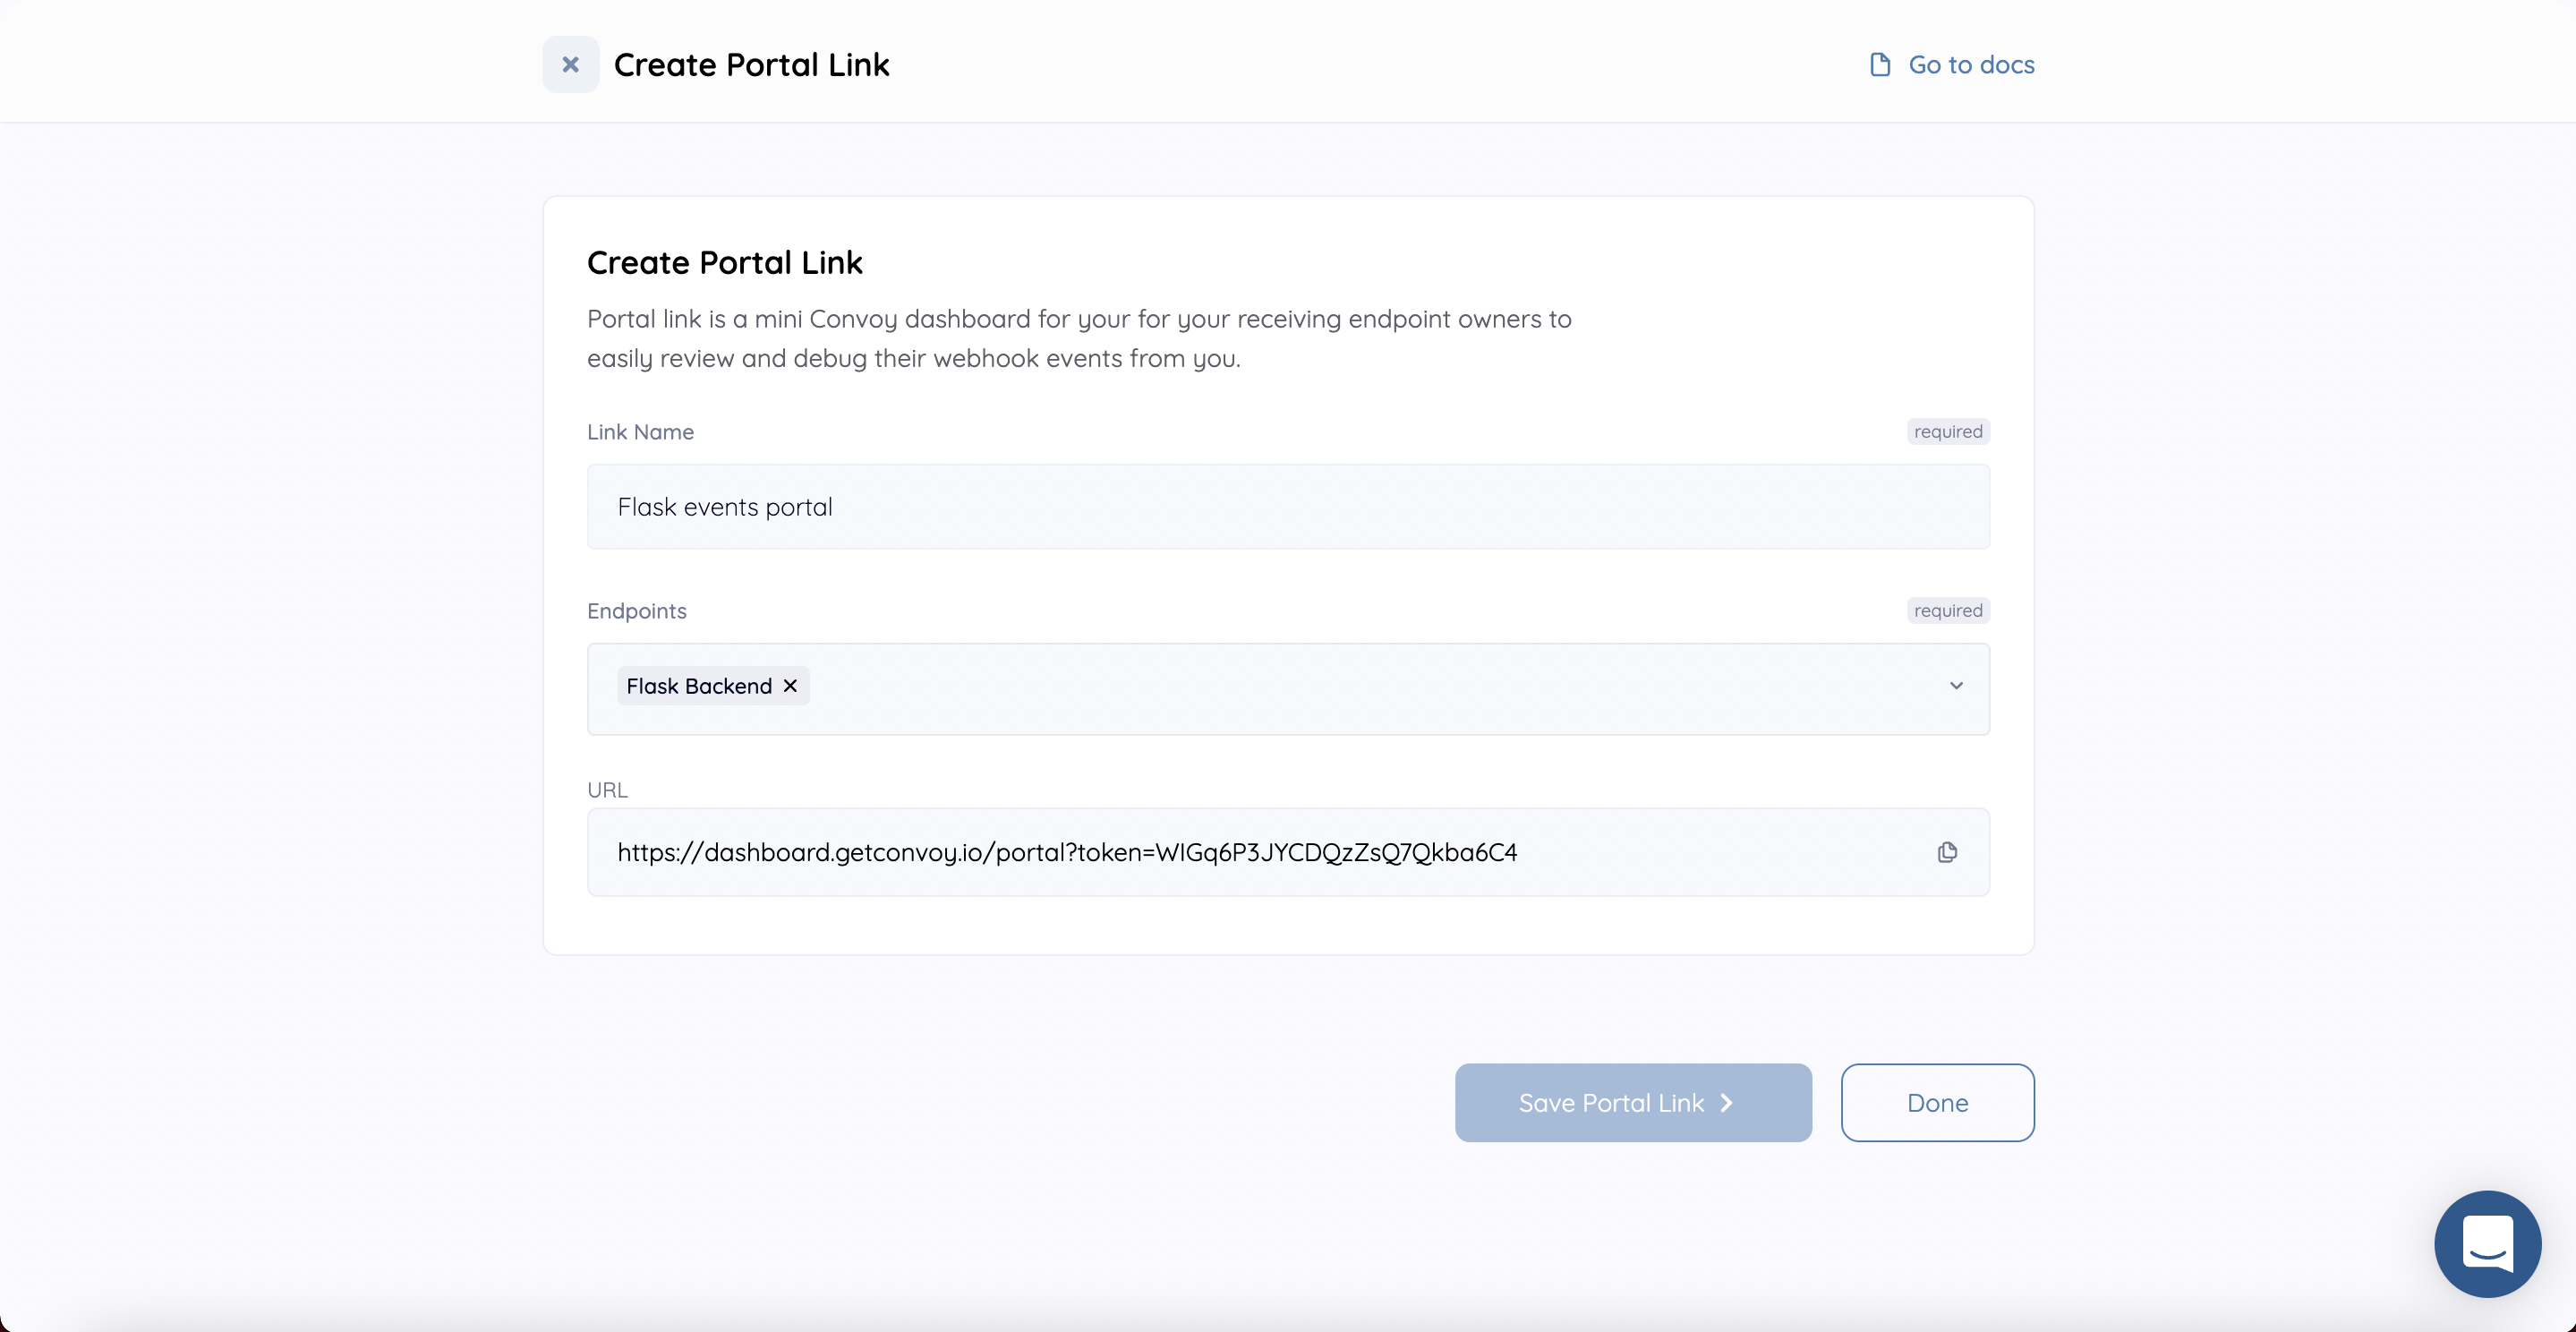 Create Portal Link
Go to docs
Create Portal Link
Portal link is a mini Convoy dashboard for your for your receiving endpoint owners to
easily review and debug their webhook events from you.
Link Name
required
Flask events portal
Endpoints
required
Flask Backend
URL
https://dashboard.getconvoy.io/portal?token=WIGq6P3JYCDQzZsQ7Qkba6C4
Save Portal Link
Done